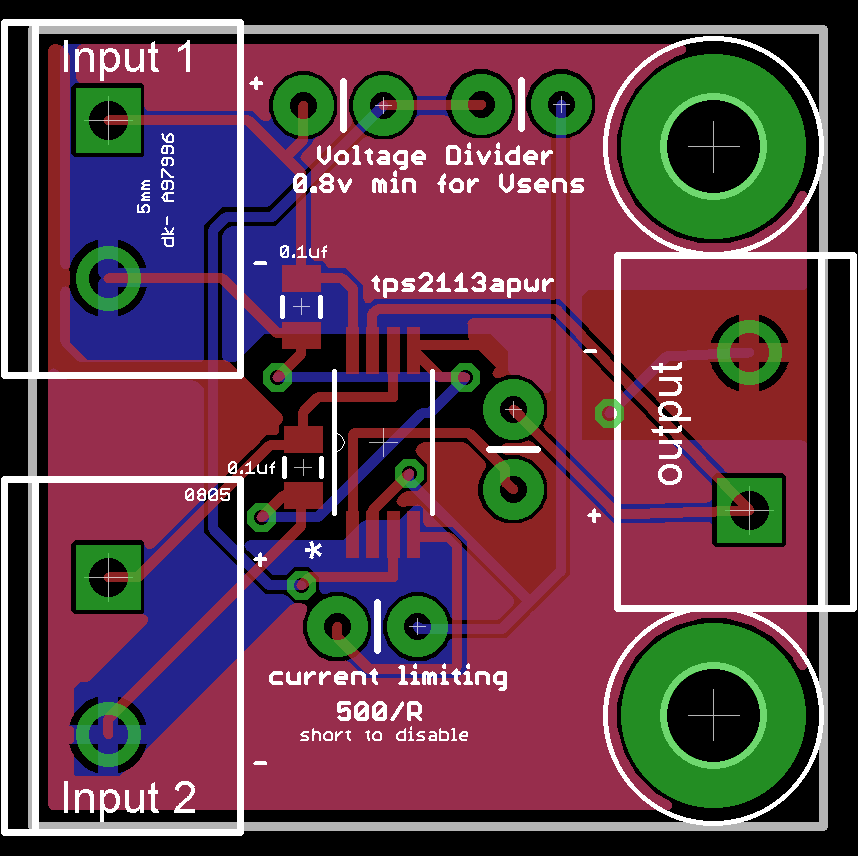 Input 1
+
Voltage Divider
0.8v min for Vsens
5mm
dk- A97996
-
0.1uf
tps2113apwr
-
output
0.1uf
0805
+
+
*
current limiting
500/R
short to disable
-
Input 2